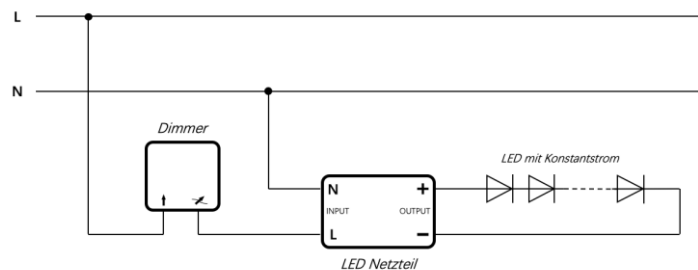 L
N
Dimmer
LED mit Konstantstrom
N + 
INPUT OUTPUT
L −
LED Netzteil